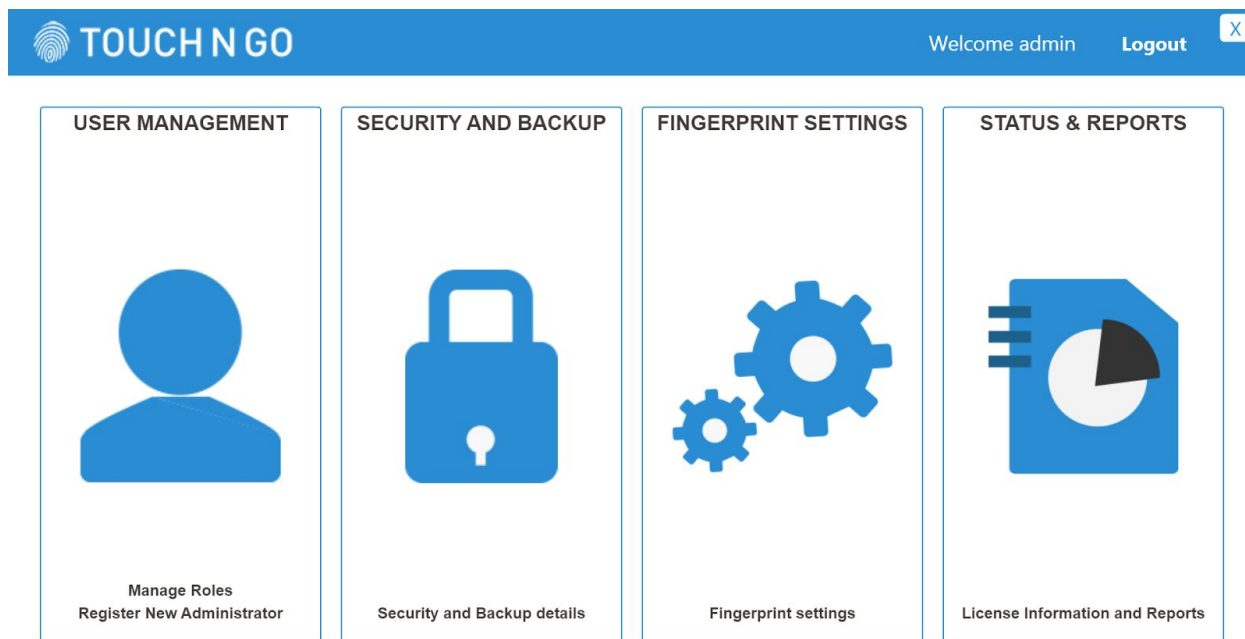 TOUCH N GO
Welcome admin
Logout
X
USER MANAGEMENT
Manage Roles
Register New Administrator
SECURITY AND BACKUP
Security and Backup details
FINGERPRINT SETTINGS
Fingerprint settings
STATUS & REPORTS
License Information and Reports